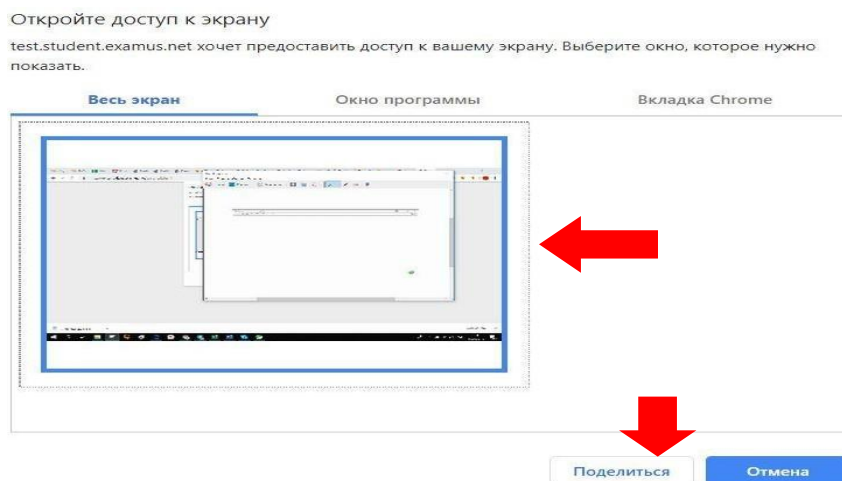 Откройте доступ к экрану
test.student.examus.net хочет предоставить доступ к вашему экрану. Выберите окно, которое нужно
показать.
Весь экран Окно программы Вкладка Chrome
Поделиться Отмена